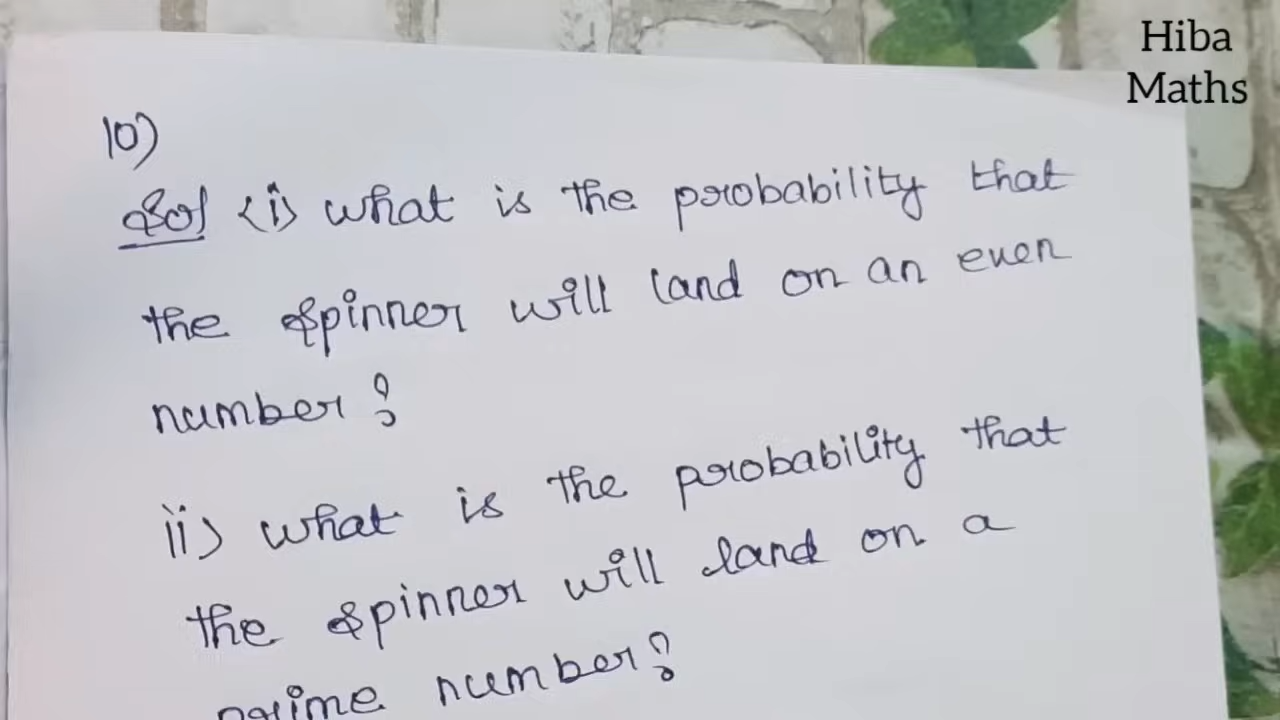 Hiba
Maths
10)
Sol (i) what is the probability that
the spinner will land on an even
number?
ii) what is the probability that
the spinner will land on a
prime number?